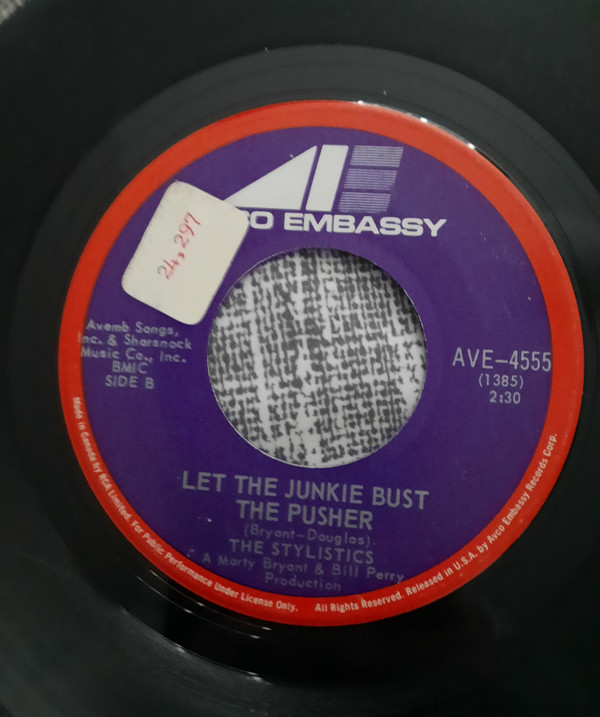 AE
CO EMBASSY
24,297
Avemb Songs,
Inc. & Sharsnock
Music Co., Inc.
BMIC
SIDE B
AVE-4555
(1385)
2:30
LET THE JUNKIE BUST
THE PUSHER
(Bryant-Douglas).
THE STYLISTICS
A Marty Bryant & Bill Perry
Production
Made in Canada by RCA Limited. For Public Performance Under License Only. All Rights Reserved. Released in U.S.A. by Avco Embassy Records Corp.